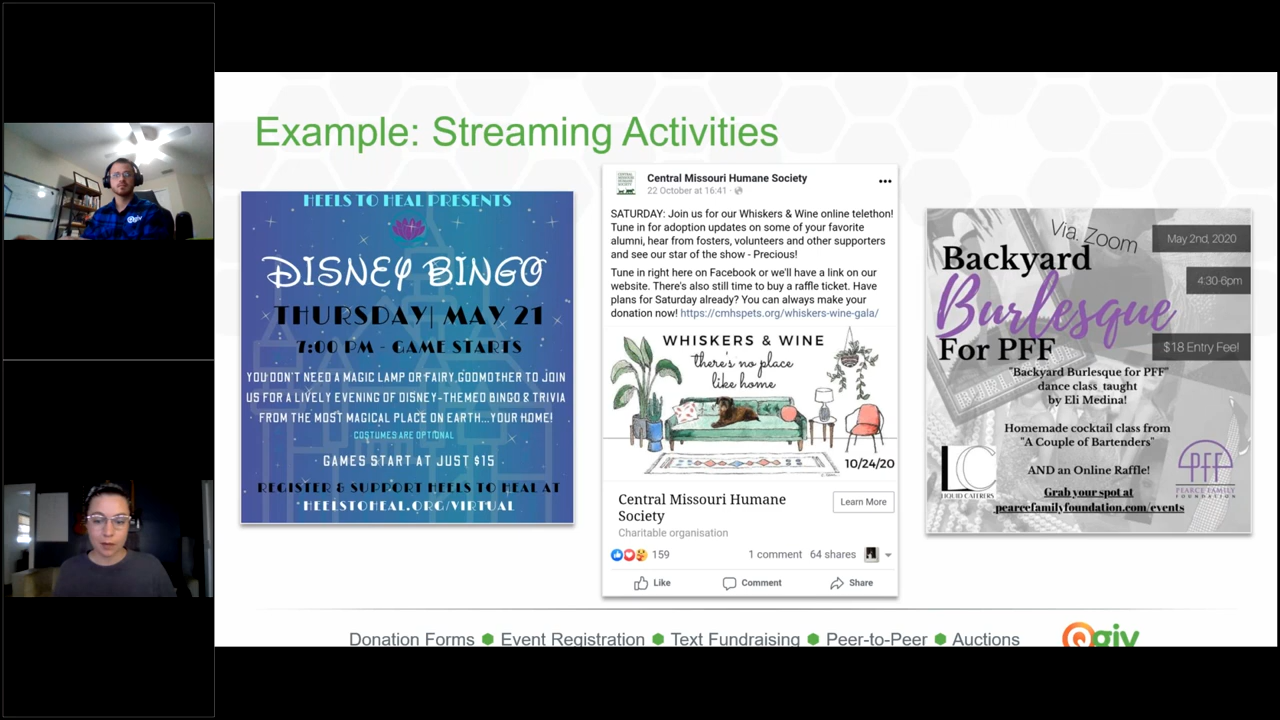 Example: Streaming Activities
HEELS TO HEAL PRESENTS
DISNEY BINGO
THURSDAY| MAY 21
7:00 PM - GAME STARTS
YOU DON'T NEED A MAGIC LAMP OR FAIRY GODMOTHER TO JOIN
US FOR A LIVELY EVENING OF DISNEY-THEMED BINGO & TRIVIA
FROM THE MOST MAGICAL PLACE ON EARTH...YOUR HOME!
COSTUMES ARE OPTIONAL
GAMES START AT JUST $15
REGISTER & SUPPORT HEELS TO HEAL AT
HEELSTOHEAL.ORG/VIRTUAL
Central Missouri Humane Society
22 October at 16:41
SATURDAY: Join us for our Whiskers & Wine online telethon!
Tune in for adoption updates on some of your favorite
alumni, hear from fosters, volunteers and other supporters
and see our star of the show - Precious!
Tune in right here on Facebook or we'll have a link on our
website. There's also still time to buy a raffle ticket. Have
plans for Saturday already? You can always make your
donation now! https://cmhspets.org/whiskers-wine-gala/
WHISKERS & WINE
there's no place
like home
10/24/20
Central Missouri Humane
Society
Learn More
Charitable organisation
159 1 comment 64 shares
Like Comment Share
Via Zoom
May 2nd, 2020
Backyard
4:30-6pm
Burlesque
For PFF
$18 Entry Fee!
"Backyard Burlesque for PFF"
dance class taught
by Eli Medina!
Homemade cocktail class from
"A Couple of Bartenders"
AND an Online Raffle!
Grab your spot at
pearcefamilyfoundation.com/events
LC
LIQUID CATERERS
PFF
PEARCE FAMILY
FOUNDATION
Donation Forms Event Registration Text Fundraising Peer-to-Peer Auctions
Qgiv
Qgiv